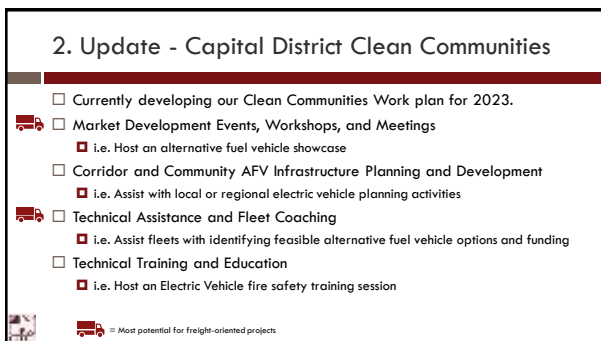 2. Update - Capital District Clean Communities
Currently developing our Clean Communities Work plan for 2023.
Market Development Events, Workshops, and Meetings
i.e. Host an alternative fuel vehicle showcase
Corridor and Community AFV Infrastructure Planning and Development
i.e. Assist with local or regional electric vehicle planning activities
Technical Assistance and Fleet Coaching
i.e. Assist fleets with identifying feasible alternative fuel vehicle options and funding
Technical Training and Education
i.e. Host an Electric Vehicle fire safety training session
= Most potential for freight-oriented projects